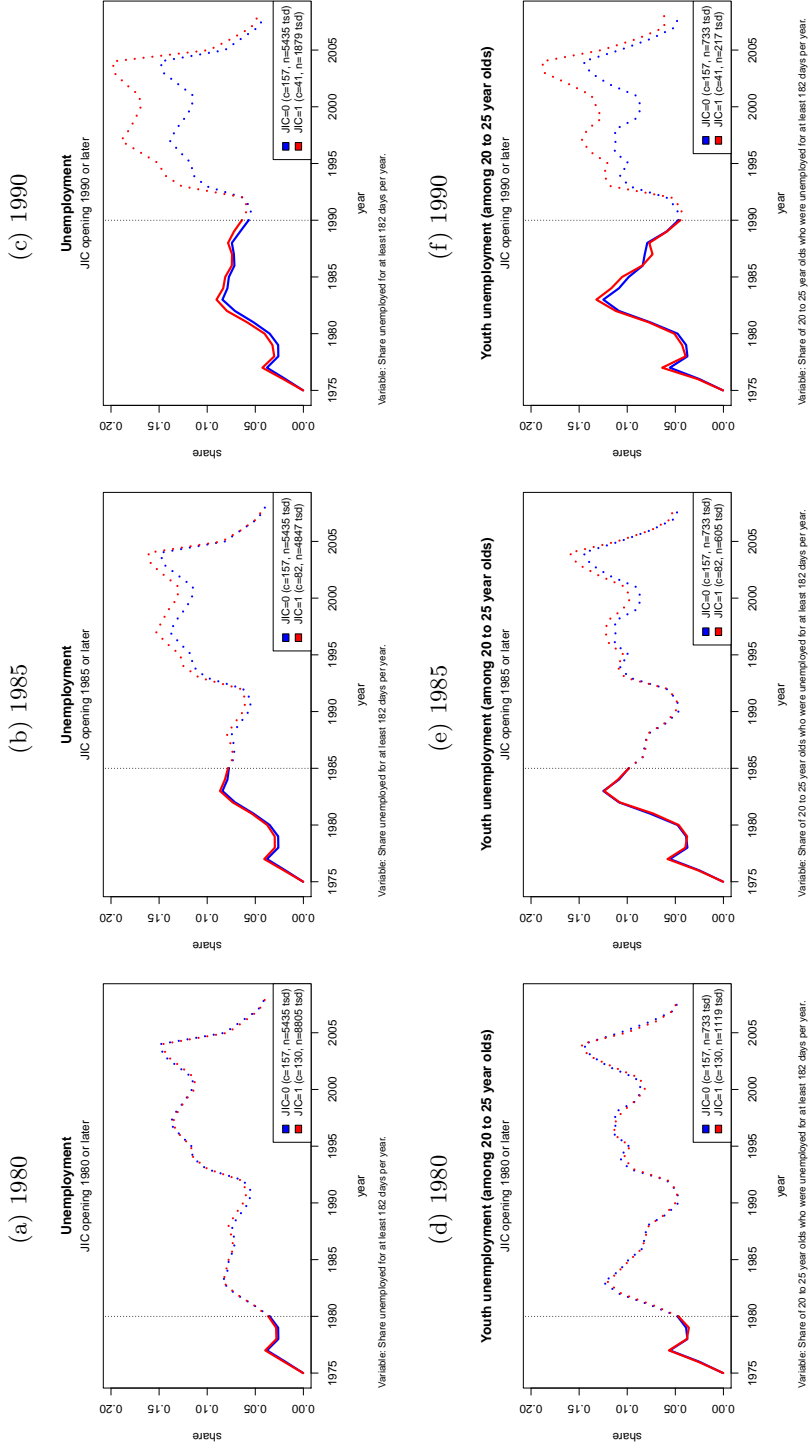 (a) 1980
Unemployment
JIC opening 1980 or later
share
0.00 0.05 0.10 0.15 0.20
1975 1980 1985 1990 1995 2000 2005
JIC=0 (c=157, n=5435 tsd)
JIC=1 (c=130, n=8805 tsd)
year
Variable: Share unemployed for at least 182 days per year.
(b) 1985
Unemployment
JIC opening 1985 or later
share
0.00 0.05 0.10 0.15 0.20
1975 1980 1985 1990 1995 2000 2005
JIC=0 (c=157, n=5435 tsd)
JIC=1 (c=82, n=4847 tsd)
year
Variable: Share unemployed for at least 182 days per year.
(c) 1990
Unemployment
JIC opening 1990 or later
share
0.00 0.05 0.10 0.15 0.20
1975 1980 1985 1990 1995 2000 2005
JIC=0 (c=157, n=5435 tsd)
JIC=1 (c=41, n=1879 tsd)
year
Variable: Share unemployed for at least 182 days per year.
(d) 1980
Youth unemployment (among 20 to 25 year olds)
JIC opening 1980 or later
share
0.00 0.05 0.10 0.15 0.20
1975 1980 1985 1990 1995 2000 2005
JIC=0 (c=157, n=733 tsd)
JIC=1 (c=130, n=1119 tsd)
year
Variable: Share of 20 to 25 year olds who were unemployed for at least 182 days per year.
(e) 1985
Youth unemployment (among 20 to 25 year olds)
JIC opening 1985 or later
share
0.00 0.05 0.10 0.15 0.20
1975 1980 1985 1990 1995 2000 2005
JIC=0 (c=157, n=733 tsd)
JIC=1 (c=82, n=605 tsd)
year
Variable: Share of 20 to 25 year olds who were unemployed for at least 182 days per year.
(f) 1990
Youth unemployment (among 20 to 25 year olds)
JIC opening 1990 or later
share
0.00 0.05 0.10 0.15 0.20
1975 1980 1985 1990 1995 2000 2005
JIC=0 (c=157, n=733 tsd)
JIC=1 (c=41, n=217 tsd)
year
Variable: Share of 20 to 25 year olds who were unemployed for at least 182 days per year.